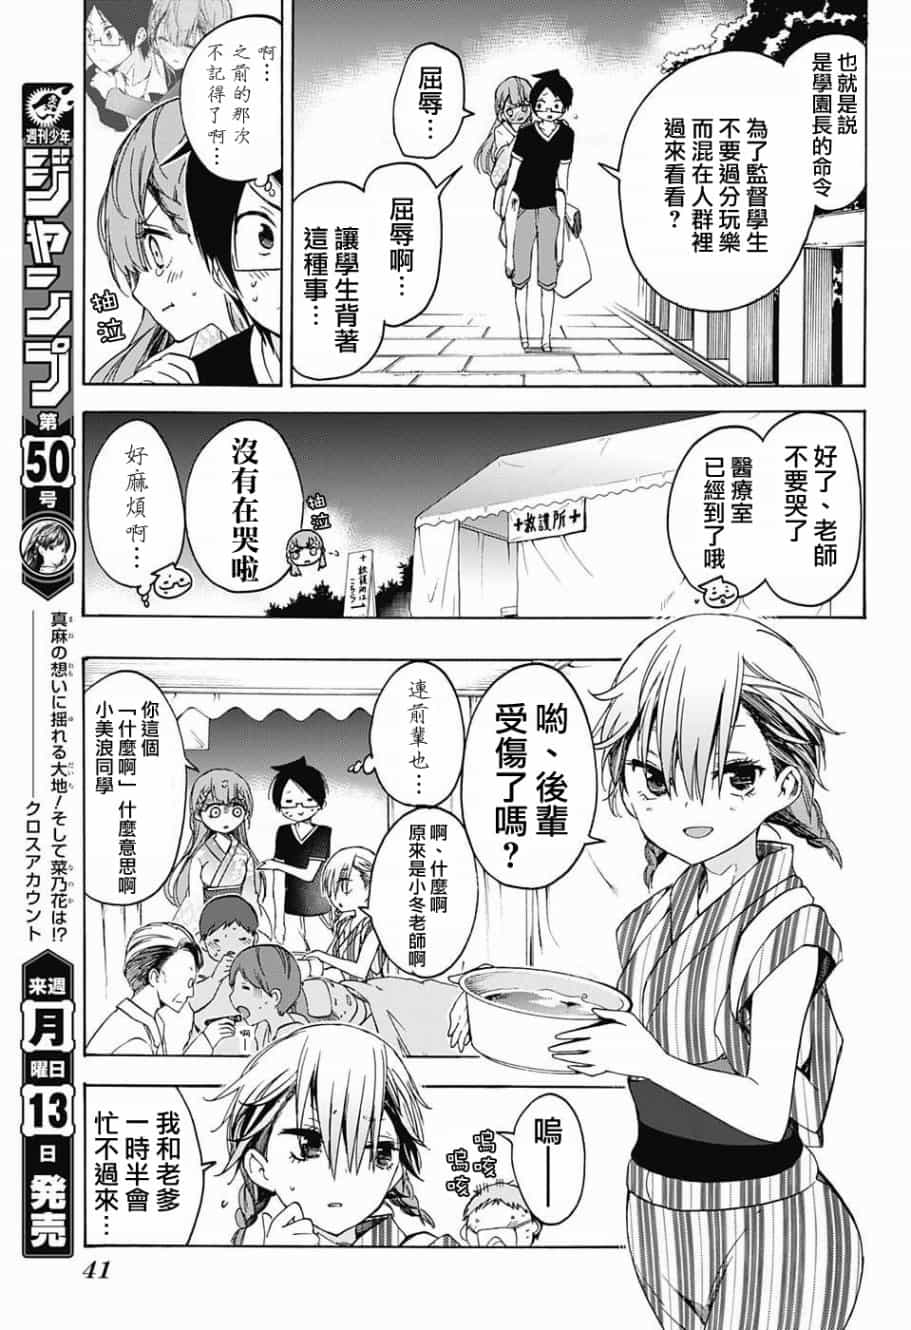 也就是說
是學園長的命令
為了監督學生
不要過分玩樂
而混在人群裡
過來看看?
屈辱…
屈辱啊…
讓學生背著
這種事…
啊…
之前的那次
不記得了啊…
抽泣
好了、老師
不要哭了
醫療室
已經到了哦
+救護所+
+救護所は
こちら→
抽泣
沒有在哭啦
好麻煩啊…
喲、後輩
受傷了嗎?
連前輩也…
啊、什麼啊
原來是小冬老師啊
你這個
「什麼啊」什麼意思啊
小美浪同學
啊—
嗚—
嗚咳
嗚咳
我和老爹
一時半會
忙不過來…
週刊少年
ジャンプ
第
50
号
真麻の想いに揺れる大地!そして菜乃花は!?
——クロスアカウント
来週
月
曜日
13
日
発売
41